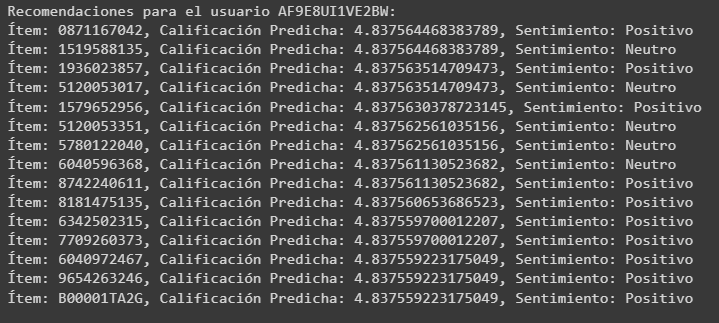 Recomendaciones para el usuario AF9E8UI1VE2BW:
Ítem: 0871167042, Calificación Predicha: 4.837564468383789, Sentimiento: Positivo
Ítem: 1519588135, Calificación Predicha: 4.837564468383789, Sentimiento: Neutro
Ítem: 1936023857, Calificación Predicha: 4.837563514709473, Sentimiento: Positivo
Ítem: 5120053017, Calificación Predicha: 4.837563514709473, Sentimiento: Neutro
Ítem: 1579652956, Calificación Predicha: 4.8375630378723145, Sentimiento: Positivo
Ítem: 5120053351, Calificación Predicha: 4.837562561035156, Sentimiento: Neutro
Ítem: 5780122040, Calificación Predicha: 4.837562561035156, Sentimiento: Neutro
Ítem: 6040596368, Calificación Predicha: 4.837561130523682, Sentimiento: Neutro
Ítem: 8742240611, Calificación Predicha: 4.837561130523682, Sentimiento: Positivo
Ítem: 8181475135, Calificación Predicha: 4.837560653686523, Sentimiento: Positivo
Ítem: 6342502315, Calificación Predicha: 4.837559700012207, Sentimiento: Positivo
Ítem: 7709260373, Calificación Predicha: 4.837559700012207, Sentimiento: Positivo
Ítem: 6040972467, Calificación Predicha: 4.837559223175049, Sentimiento: Positivo
Ítem: 9654263246, Calificación Predicha: 4.837559223175049, Sentimiento: Positivo
Ítem: B00001TA2G, Calificación Predicha: 4.837559223175049, Sentimiento: Positivo